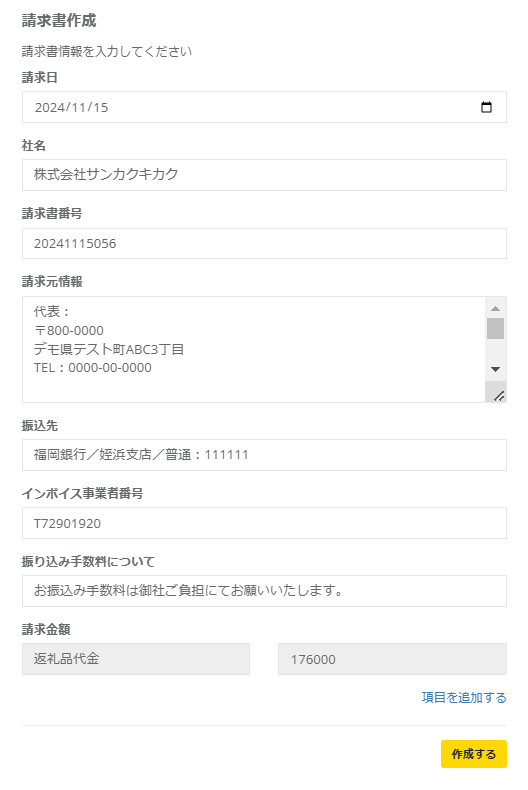 請求書作成
請求書情報を入力してください
請求日
2024/11/15
社名
株式会社サンカクキカク
請求書番号
20241115056
請求元情報
代表：
〒800-0000
デモ県テスト町ABC3丁目
TEL：0000-00-0000
振込先
福岡銀行／姪浜支店／普通：111111
インボイス事業者番号
T72901920
振り込み手数料について
お振込み手数料は御社ご負担にてお願いいたします。
請求金額
返礼品代金
176000
項目を追加する
作成する